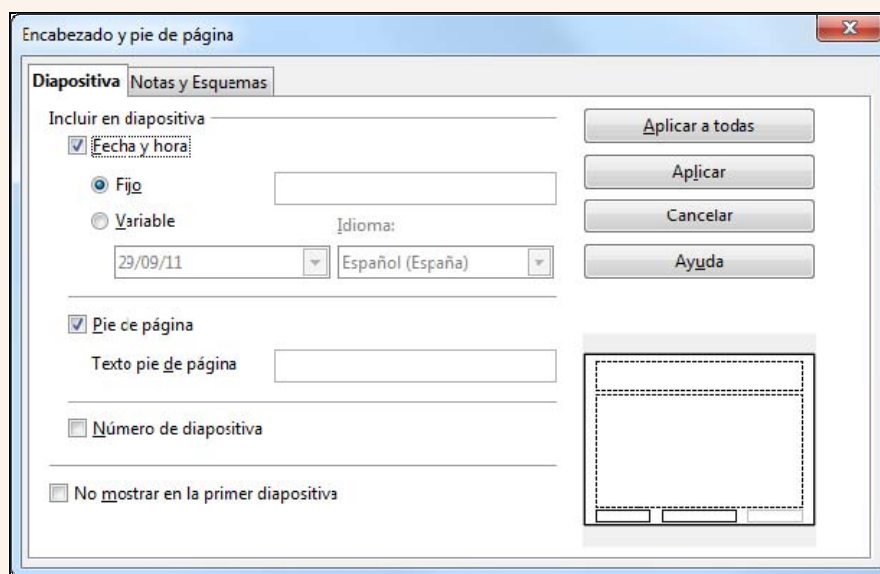 Encabezado y pie de página
Diapositiva Notas y Esquemas
Incluir en diapositiva
Fecha y hora
Fijo
Variable
Idioma:
29/09/11 Español (España)
Pie de página
Texto pie de página
Número de diapositiva
No mostrar en la primer diapositiva
Aplicar a todas
Aplicar
Cancelar
Ayuda